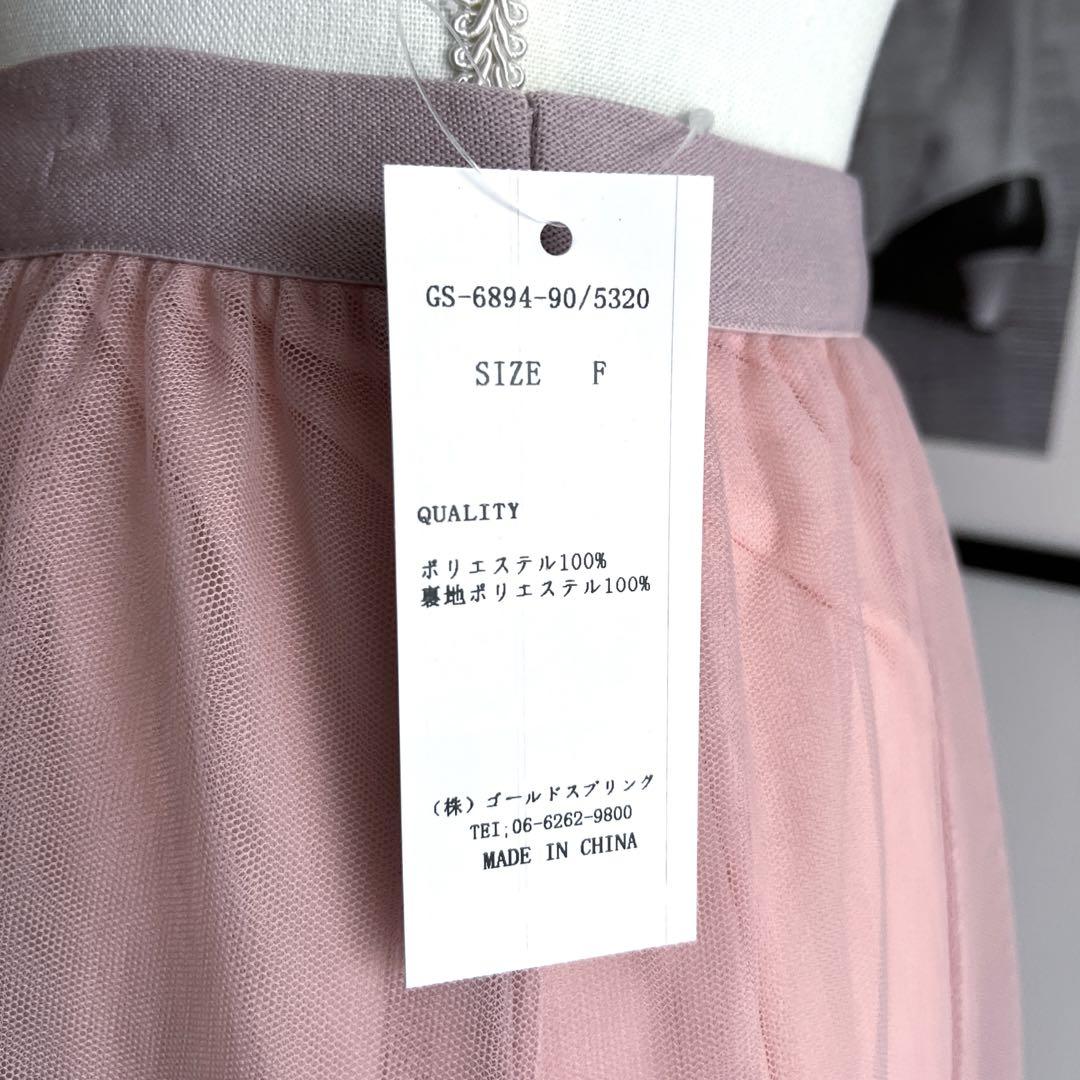 GS-6894-90/5320
SIZE F
QUALITY
ポリエステル100%
裏地ポリエステル100%
(株)ゴールドスプリング
TEI;06-6262-9800
MADE IN CHINA